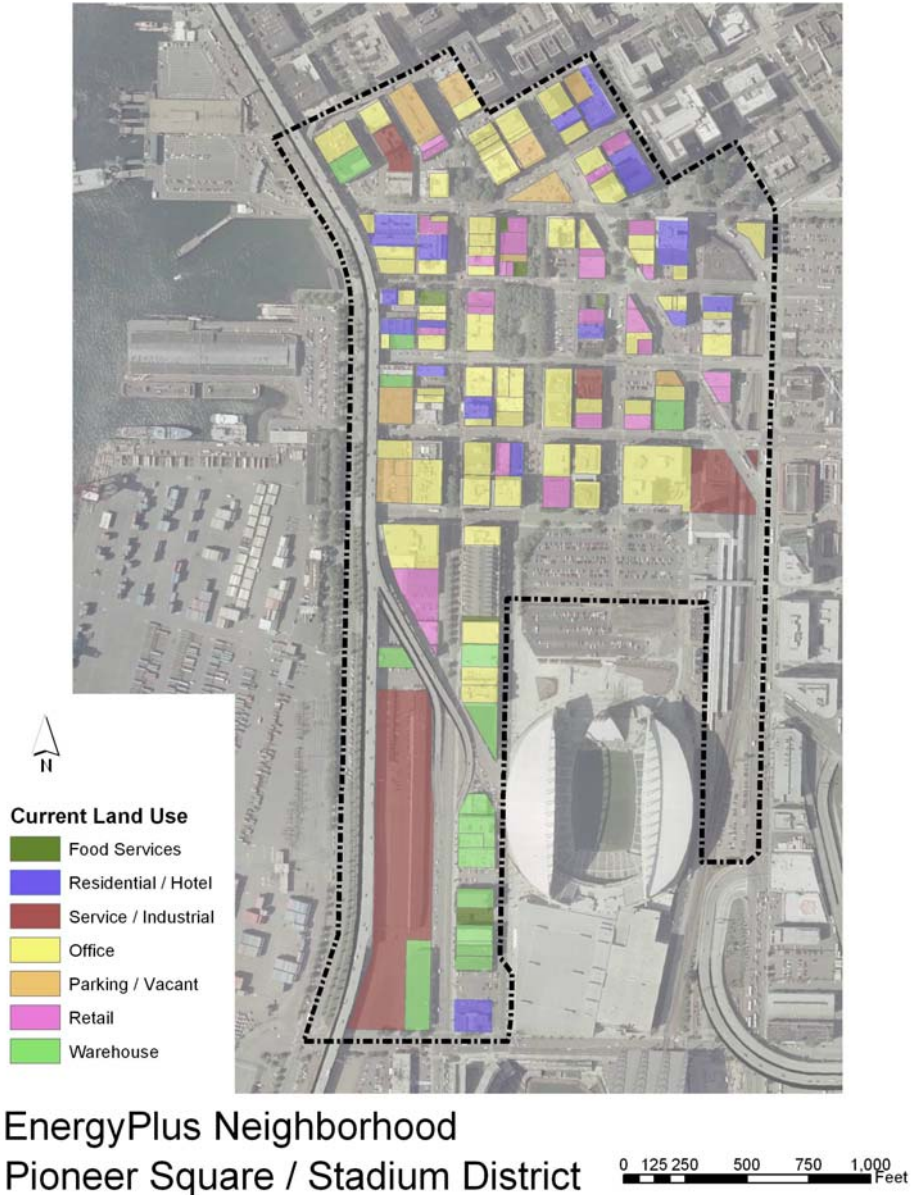 N
Current Land Use
Food Services
Residential / Hotel
Service / Industrial
Office
Parking / Vacant
Retail
Warehouse
EnergyPlus Neighborhood
Pioneer Square / Stadium District
0 125 250 500 750 1,000
Feet